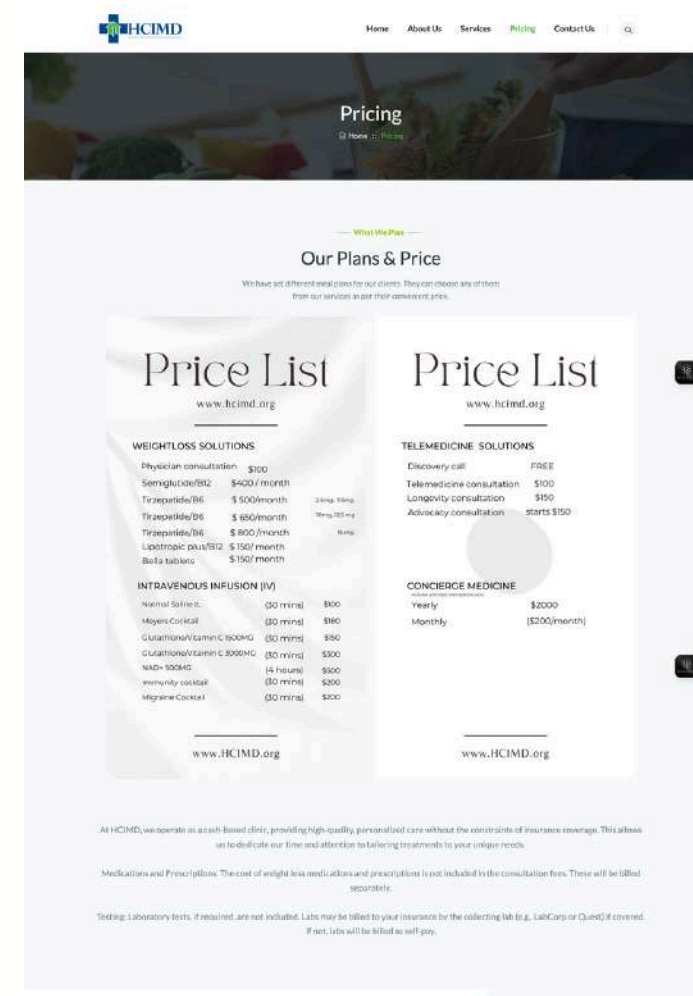 HCIMD
Home About Us Services Pricing Contact Us
Pricing
Home :: Pricing
What We Plan
Our Plans & Price
We have set different meal plans for our clients. They can choose any of them
from our services as per their convenient price.
Price List
www.hcimd.org
WEIGHTLOSS SOLUTIONS
Physician consultation $100
Semiglutide/B12 $400 / month
Tirzepatide/B6 $ 500/month
Tirzepatide/B6 $ 650/month
Tirzepatide/B6 $ 800 /month
Lipotropic plus/B12 $ 150/ month
Bella tablets $ 150/ month
INTRAVENOUS INFUSION (IV)
Normal Saline (30 mins) $100
Meyers Cocktail (30 mins) $180
Glutathione/Vitamin C 1500MG (30 mins) $150
Glutathione/Vitamin C 3000MG (30 mins) $300
NAD+ 500MG (4 hours) $500
Immunity cocktail (30 mins) $200
Migraine Cocktail (30 mins) $200
www.HCIMD.org
Price List
www.hcimd.org
TELEMEDICINE SOLUTIONS
Discovery call FREE
Telemedicine consultation $100
Longevity consultation $150
Advocacy consultation starts $150
CONCIERGE MEDICINE
Yearly $2000
Monthly ($200/month)
www.HCIMD.org
At HCIMD, we operate as a cash-based clinic, providing high-quality, personalized care without the constraints of insurance coverage. This allows
us to dedicate our time and attention to tailoring treatments to your unique needs.
Medications and Prescriptions: The cost of weight loss medications and prescriptions is not included in the consultation fees. These will be billed
separately.
Testing: Laboratory tests, if required, are not included. Labs may be billed to your insurance by the collecting lab (e.g., LabCorp or Quest) if covered.
If not, labs will be billed as self-pay.